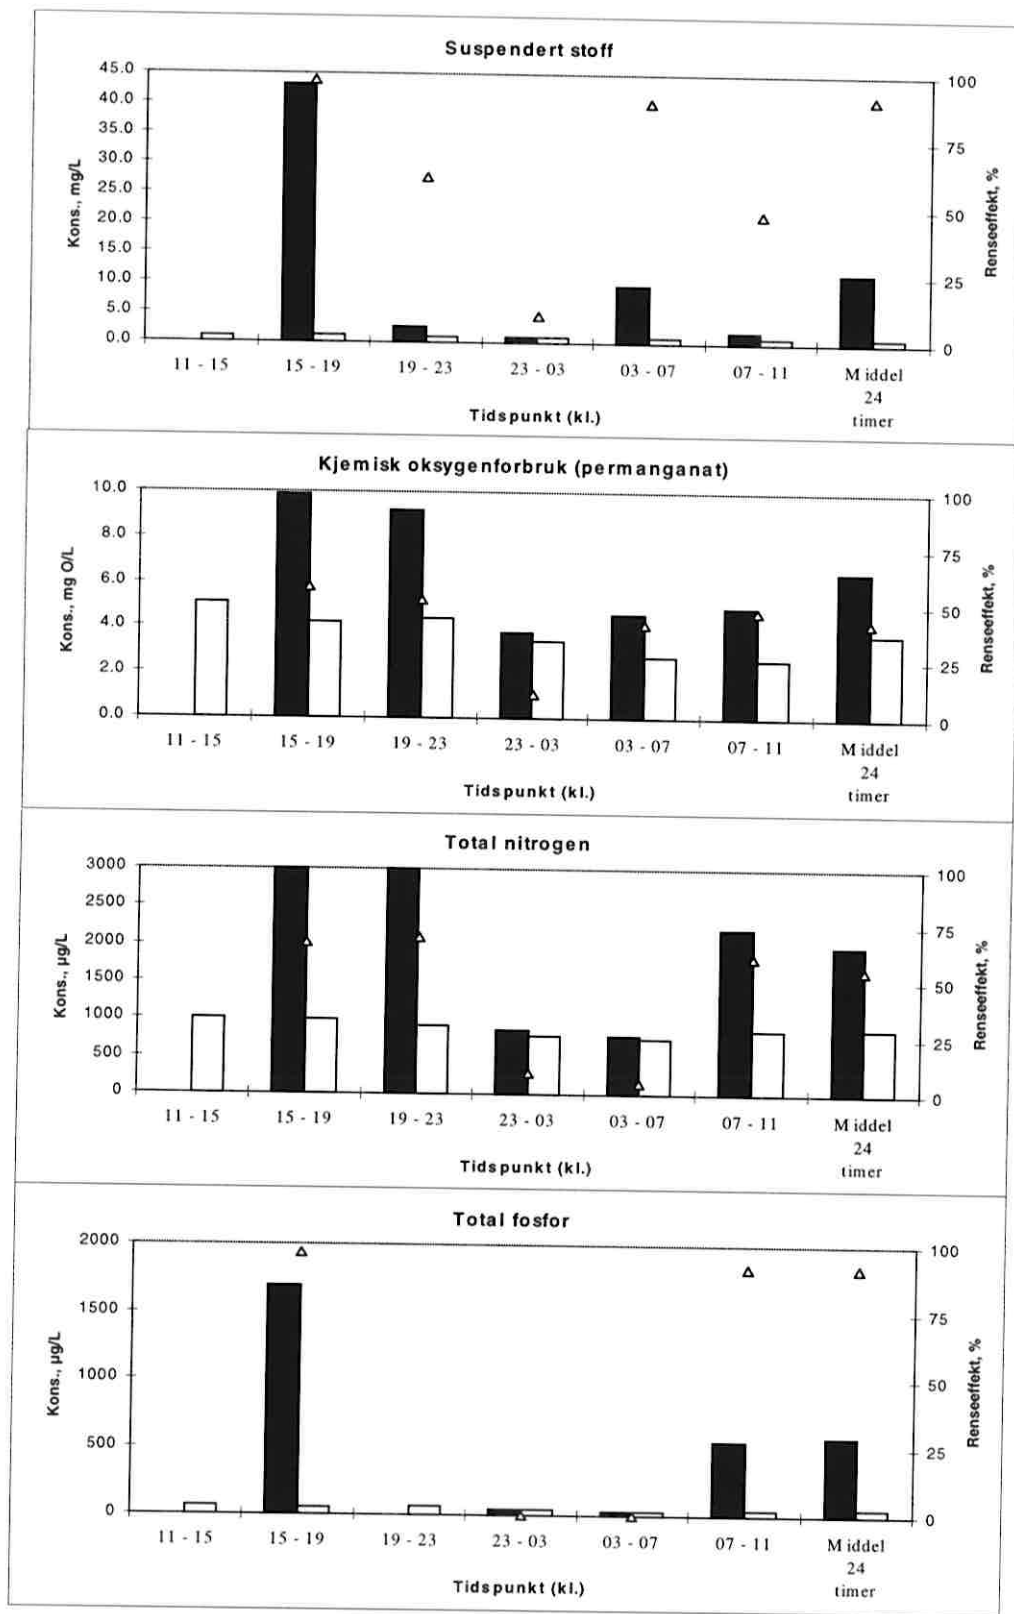 Suspendert stoff
45.0
40.0
35.0
30.0
25.0
20.0
15.0
10.0
5.0
0.0
Kons., mg/L
100
75
50
25
0
Renseeffekt, %
11 - 15 15 - 19 19 - 23 23 - 03 03 - 07 07 - 11 Middel
24
timer
Tidspunkt (kl.)
Kjemisk oksygenforbruk (permanganat)
10.0
8.0
6.0
4.0
2.0
0.0
Kons., mg O/L
100
75
50
25
0
Renseeffekt, %
11 - 15 15 - 19 19 - 23 23 - 03 03 - 07 07 - 11 Middel
24
timer
Tidspunkt (kl.)
Total nitrogen
3000
2500
2000
1500
1000
500
0
Kons., µg/L
100
75
50
25
0
Renseeffekt, %
11 - 15 15 - 19 19 - 23 23 - 03 03 - 07 07 - 11 Middel
24
timer
Tidspunkt (kl.)
Total fosfor
2000
1500
1000
500
0
Kons., µg/L
100
75
50
25
0
Renseeffekt, %
11 - 15 15 - 19 19 - 23 23 - 03 03 - 07 07 - 11 Middel
24
timer
Tidspunkt (kl.)